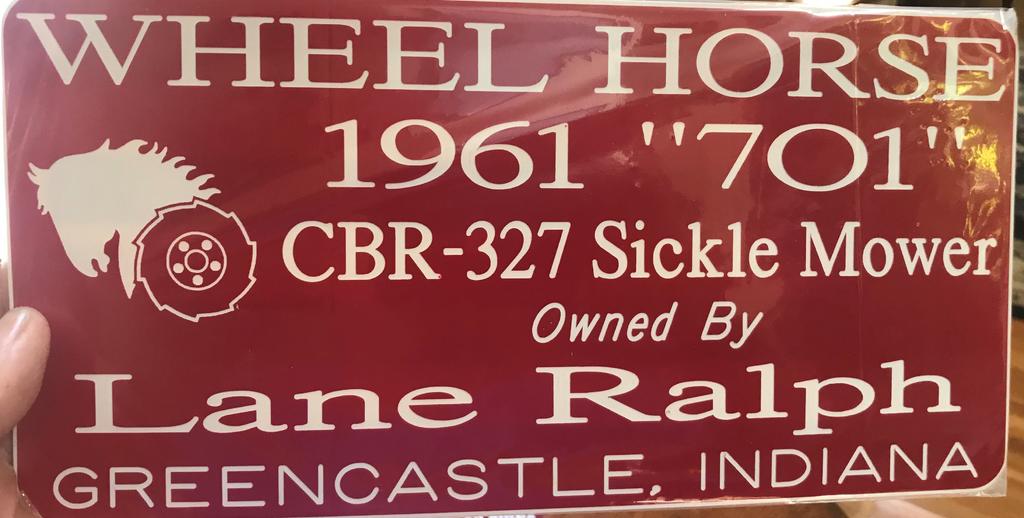 WHEEL HORSE
1961 "701"
CBR-327 Sickle Mower
Owned By
Lane Ralph
GREENCASTLE, INDIANA